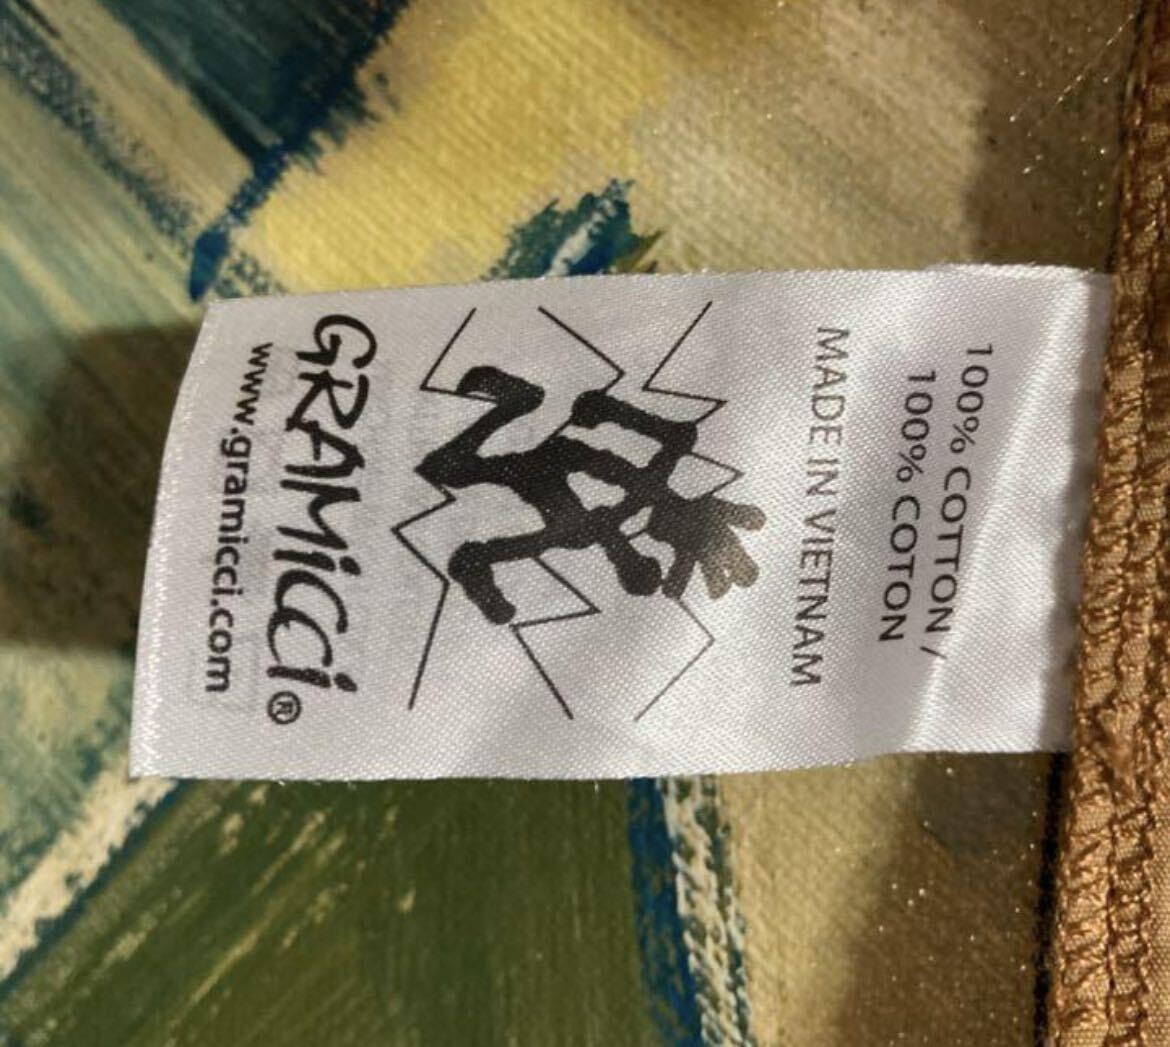 100% COTTON /
100% COTON
MADE IN VIETNAM
GRAMiCCi®
www.gramicci.com